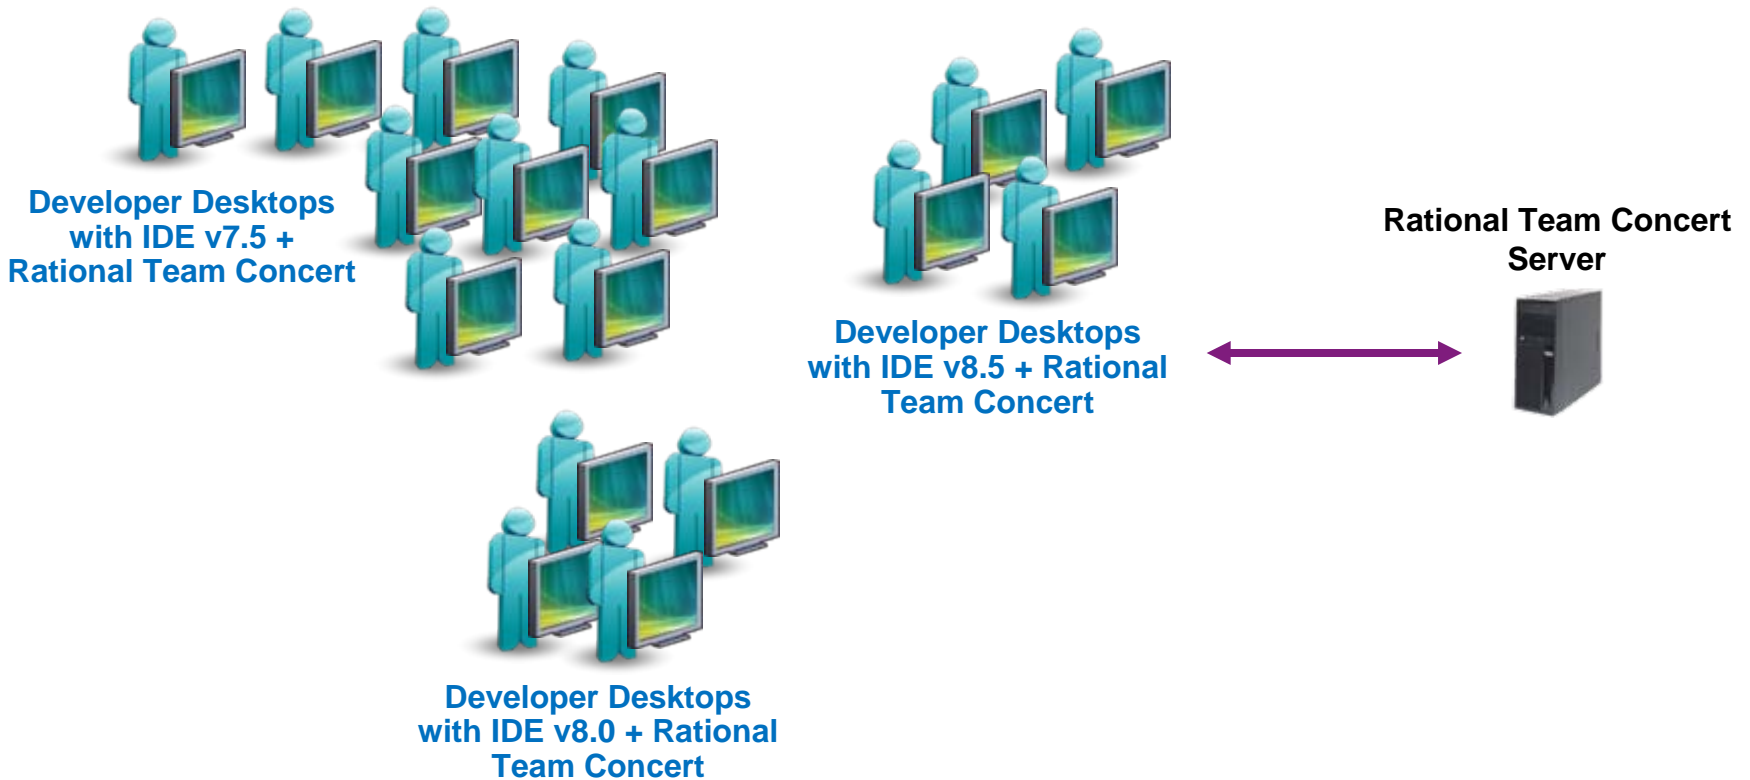 Developer Desktops
with IDE v7.5 +
Rational Team Concert
Developer Desktops
with IDE v8.5 + Rational
Team Concert
Rational Team Concert
Server
Developer Desktops
with IDE v8.0 + Rational
Team Concert